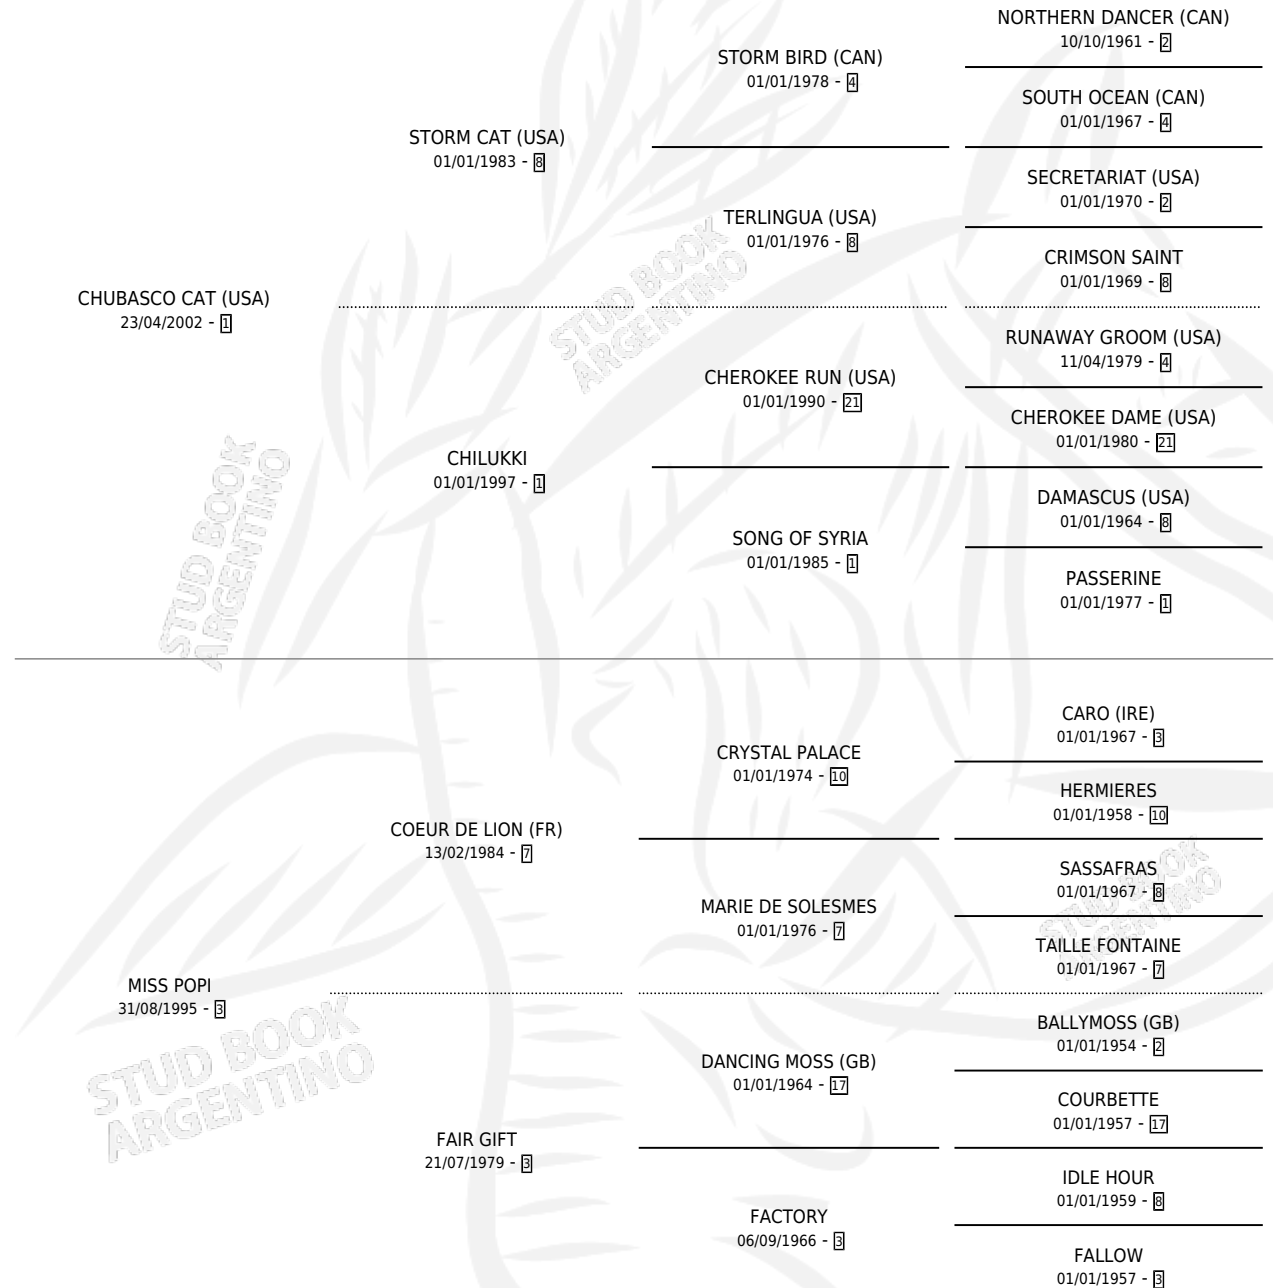 NORTHERN DANCER (CAN)
10/10/1961 - 2
STORM BIRD (CAN)
01/01/1978 - 4
SOUTH OCEAN (CAN)
01/01/1967 - 4
STORM CAT (USA)
01/01/1983 - 8
SECRETARIAT (USA)
01/01/1970 - 2
TERLINGUA (USA)
01/01/1976 - 8
CRIMSON SAINT
01/01/1969 - 8
CHUBASCO CAT (USA)
23/04/2002 - 1
RUNAWAY GROOM (USA)
11/04/1979 - 4
CHEROKEE RUN (USA)
01/01/1990 - 21
CHEROKEE DAME (USA)
01/01/1980 - 21
CHILUKKI
01/01/1997 - 1
DAMASCUS (USA)
01/01/1964 - 8
SONG OF SYRIA
01/01/1985 - 1
PASSERINE
01/01/1977 - 1
CARO (IRE)
01/01/1967 - 3
CRYSTAL PALACE
01/01/1974 - 10
HERMIERES
01/01/1958 - 10
COEUR DE LION (FR)
13/02/1984 - 7
SASSAFRAS
01/01/1967 - 8
MARIE DE SOLESMES
01/01/1976 - 7
TAILLE FONTAINE
01/01/1967 - 7
MISS POPI
31/08/1995 - 3
BALLYMOSS (GB)
01/01/1954 - 2
DANCING MOSS (GB)
01/01/1964 - 17
COURBETTE
01/01/1957 - 17
FAIR GIFT
21/07/1979 - 3
IDLE HOUR
01/01/1959 - 8
FACTORY
06/09/1966 - 3
FALLOW
01/01/1957 - 3
STUD BOOK
ARGENTINO
STUD BOOK
ARGENTINO
STUD BOOK
ARGENTINO
STUD BOOK
ARGENTINO